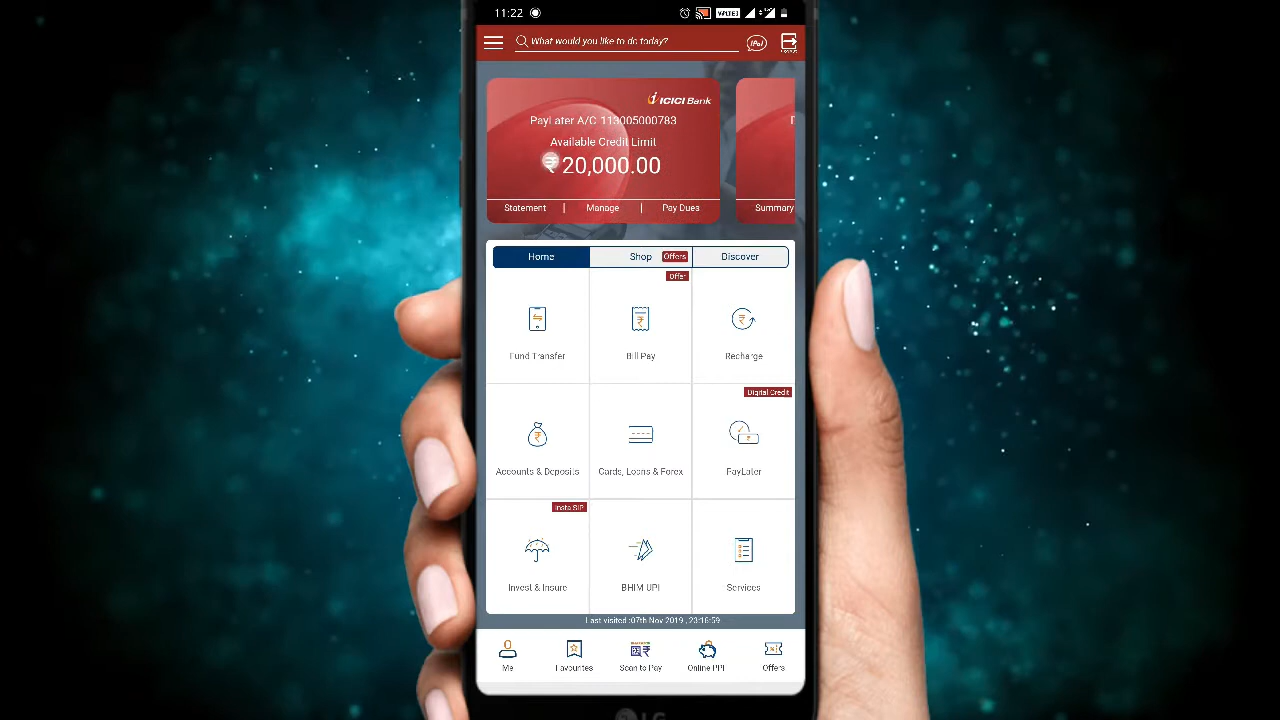 11:22
VoLTE1
What would you like to do today?
iPal
ICICI Bank
PayLater A/C 113005000783
Available Credit Limit
₹ 20,000.00
Statement | Manage | Pay Dues
Summary
Home Shop Offers Discover
Offer
Fund Transfer Bill Pay Recharge
Digital Credit
Accounts & Deposits Cards, Loans & Forex PayLater
Insta SIP
Invest & Insure BHIM UPI Services
Last visited :07th Nov 2019 , 23:16:59
Me Favourites Scan to Pay Online PPF Offers
LG